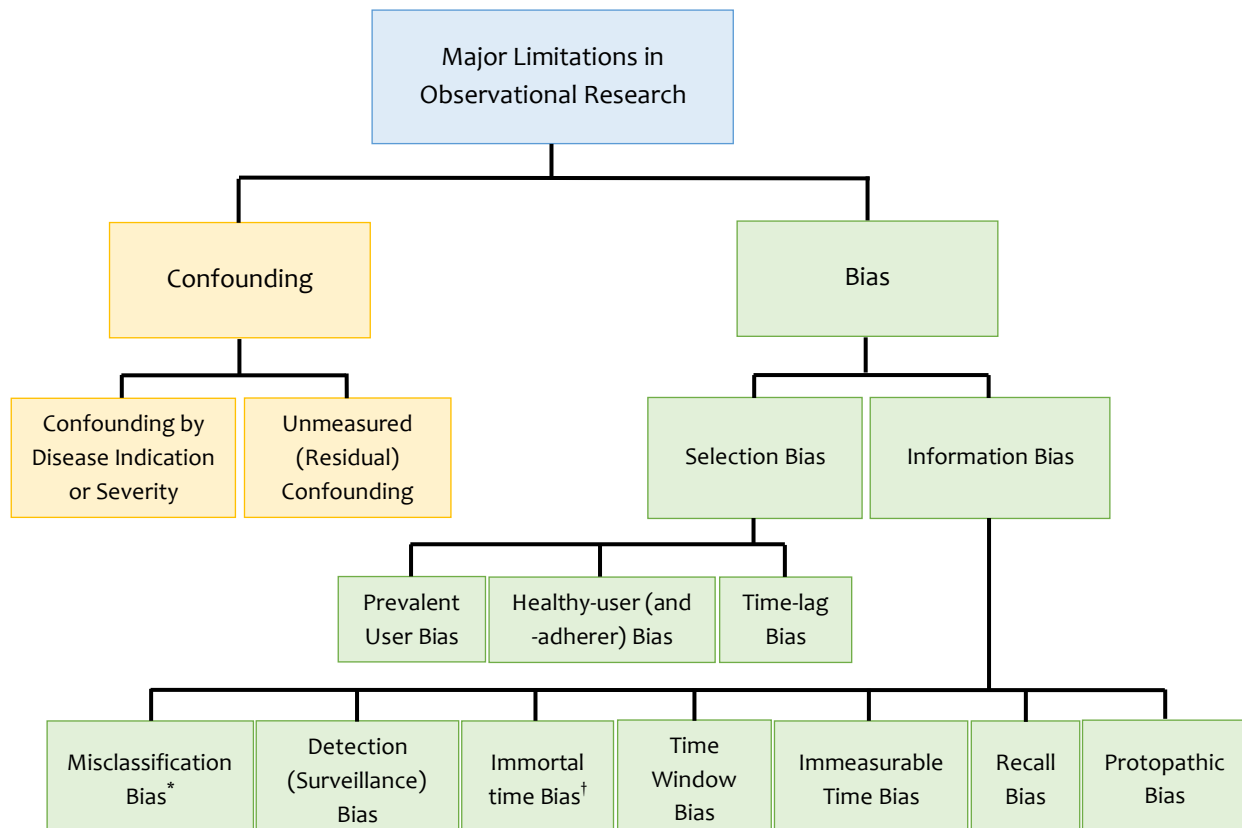 Major Limitations in
Observational Research
Confounding
Bias
Confounding by
Disease Indication
or Severity
Unmeasured
(Residual)
Confounding
Selection Bias
Information Bias
Prevalent
User Bias
Healthy-user (and
-adherer) Bias
Time-lag
Bias
Misclassification
Bias*
Detection
(Surveillance)
Bias
Immortal
time Bias†
Time
Window
Bias
Immeasurable
Time Bias
Recall
Bias
Protopathic
Bias